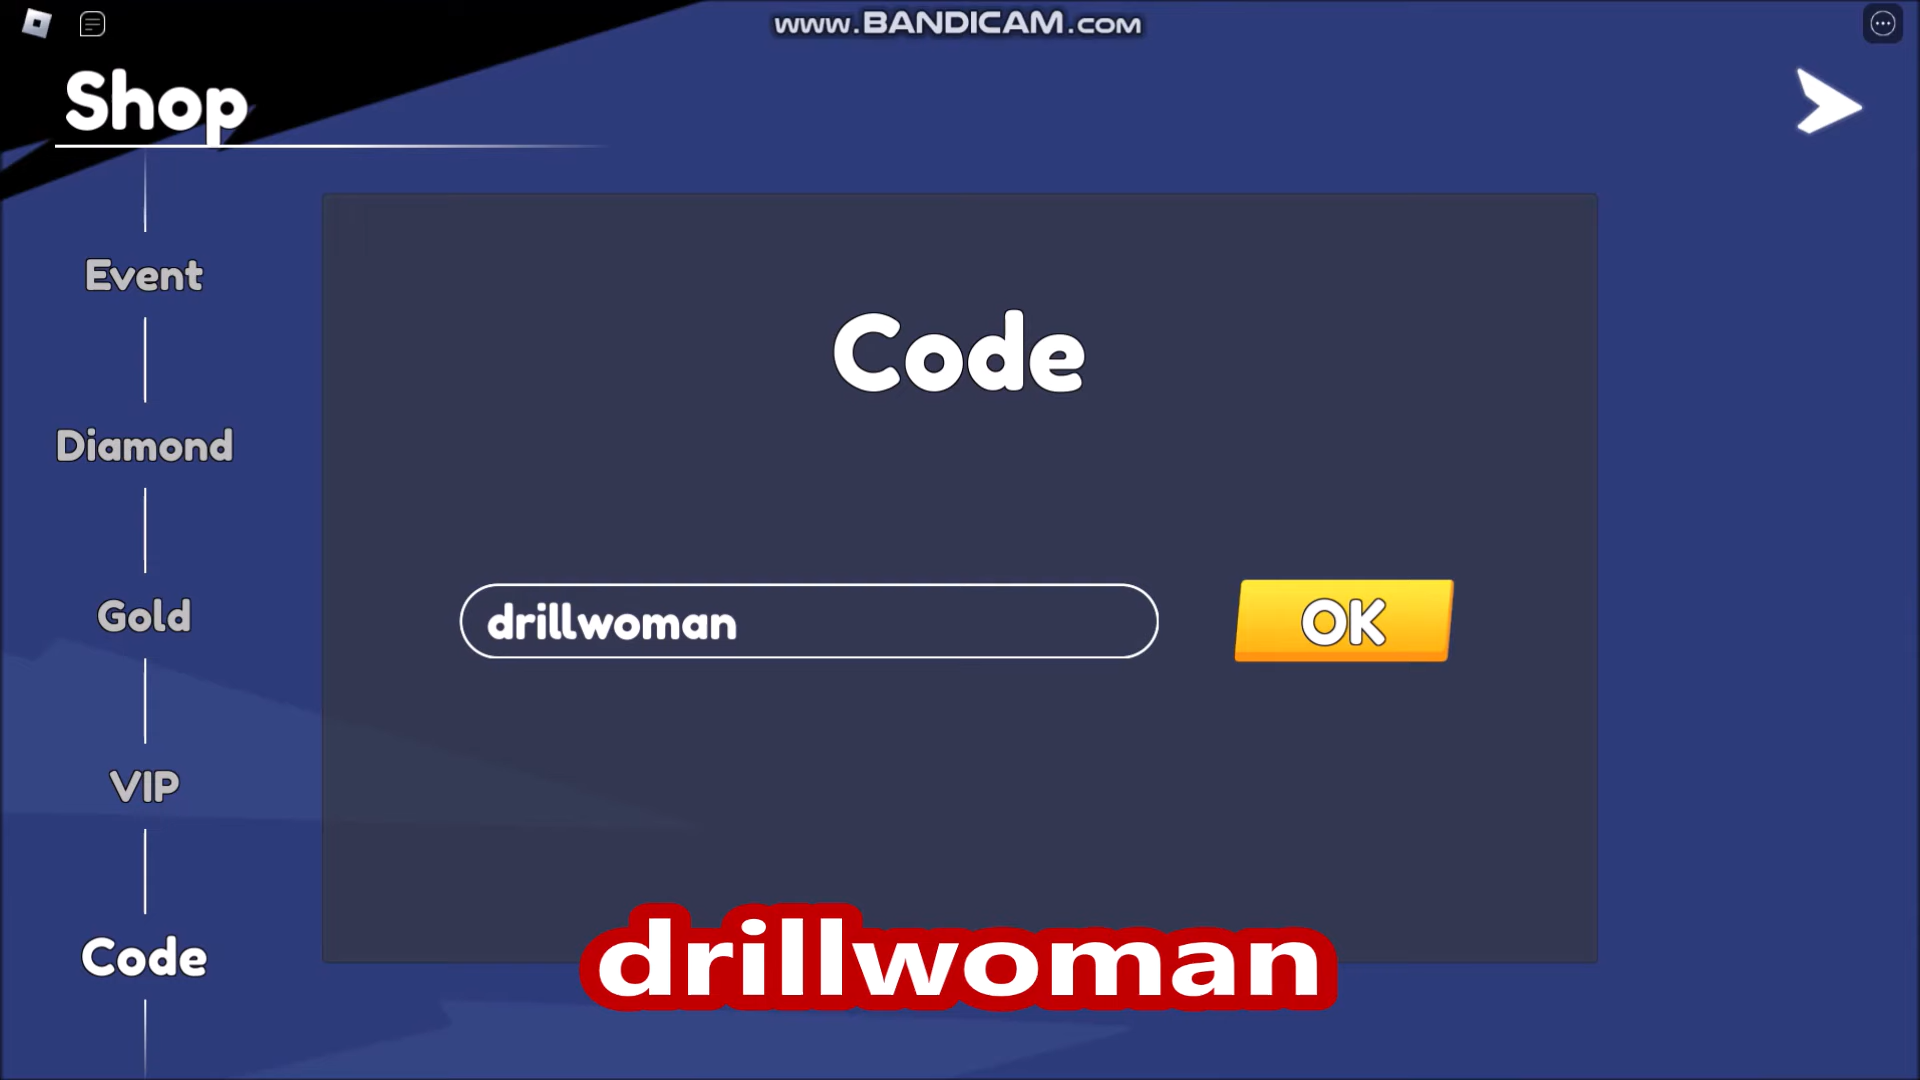 www.BANDICAM.com
Shop
Event
Diamond
Gold
VIP
Code
Code
drillwoman
OK
drillwoman